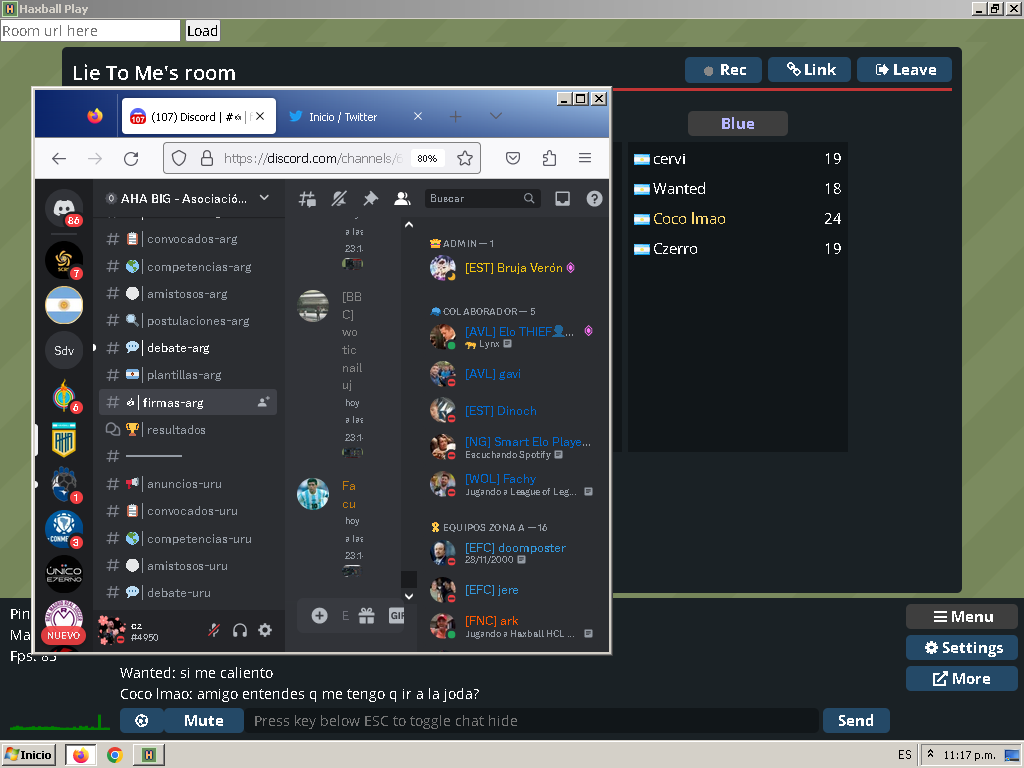 Haxball Play
Room url here
Load
Lie To Me's room
Rec
Link
Leave
Blue
cervi 19
Wanted 18
Coco lmao 24
Czerro 19
(107) Discord | #
Inicio / Twitter
https://discord.com/channels/6
80%
86
AHA BIG - Asociació...
Buscar
convocados-arg
competencias-arg
amistosos-arg
postulaciones-arg
debate-arg
plantillas-arg
firmas-arg
resultados
anuncios-uru
convocados-uru
competencias-uru
amistosos-uru
debate-uru
7
Sdv
6
AHA
1
3
ÚNICO
E7ERNO
NUEVO
cz
#4950
a las
23:1
[BB
C]
wo
tic
nail
uj
hoy
a las
23:1
Fa
cu
hoy
a las
23:1
E
GIF
ADMIN — 1
[EST] Bruja Verón
COLABORADOR — 5
[AVL] Elo THIEF...
Lynx
[AVL] gavi
[EST] Dinoch
[NG] Smart Elo Playe...
Escuchando Spotify
[WOL] Fachy
Jugando a League of Leg...
EQUIPOS ZONA A — 16
[EFC] doomposter
28/11/2000
[EFC] jere
[FNC] ark
Jugando a Haxball HCL ...
Pin
Ma
Fps: 85
Wanted: si me caliento
Coco lmao: amigo entendes q me tengo q ir a la joda?
Mute
Press key below ESC to toggle chat hide
Send
Menu
Settings
More
Inicio
ES
11:17 p.m.